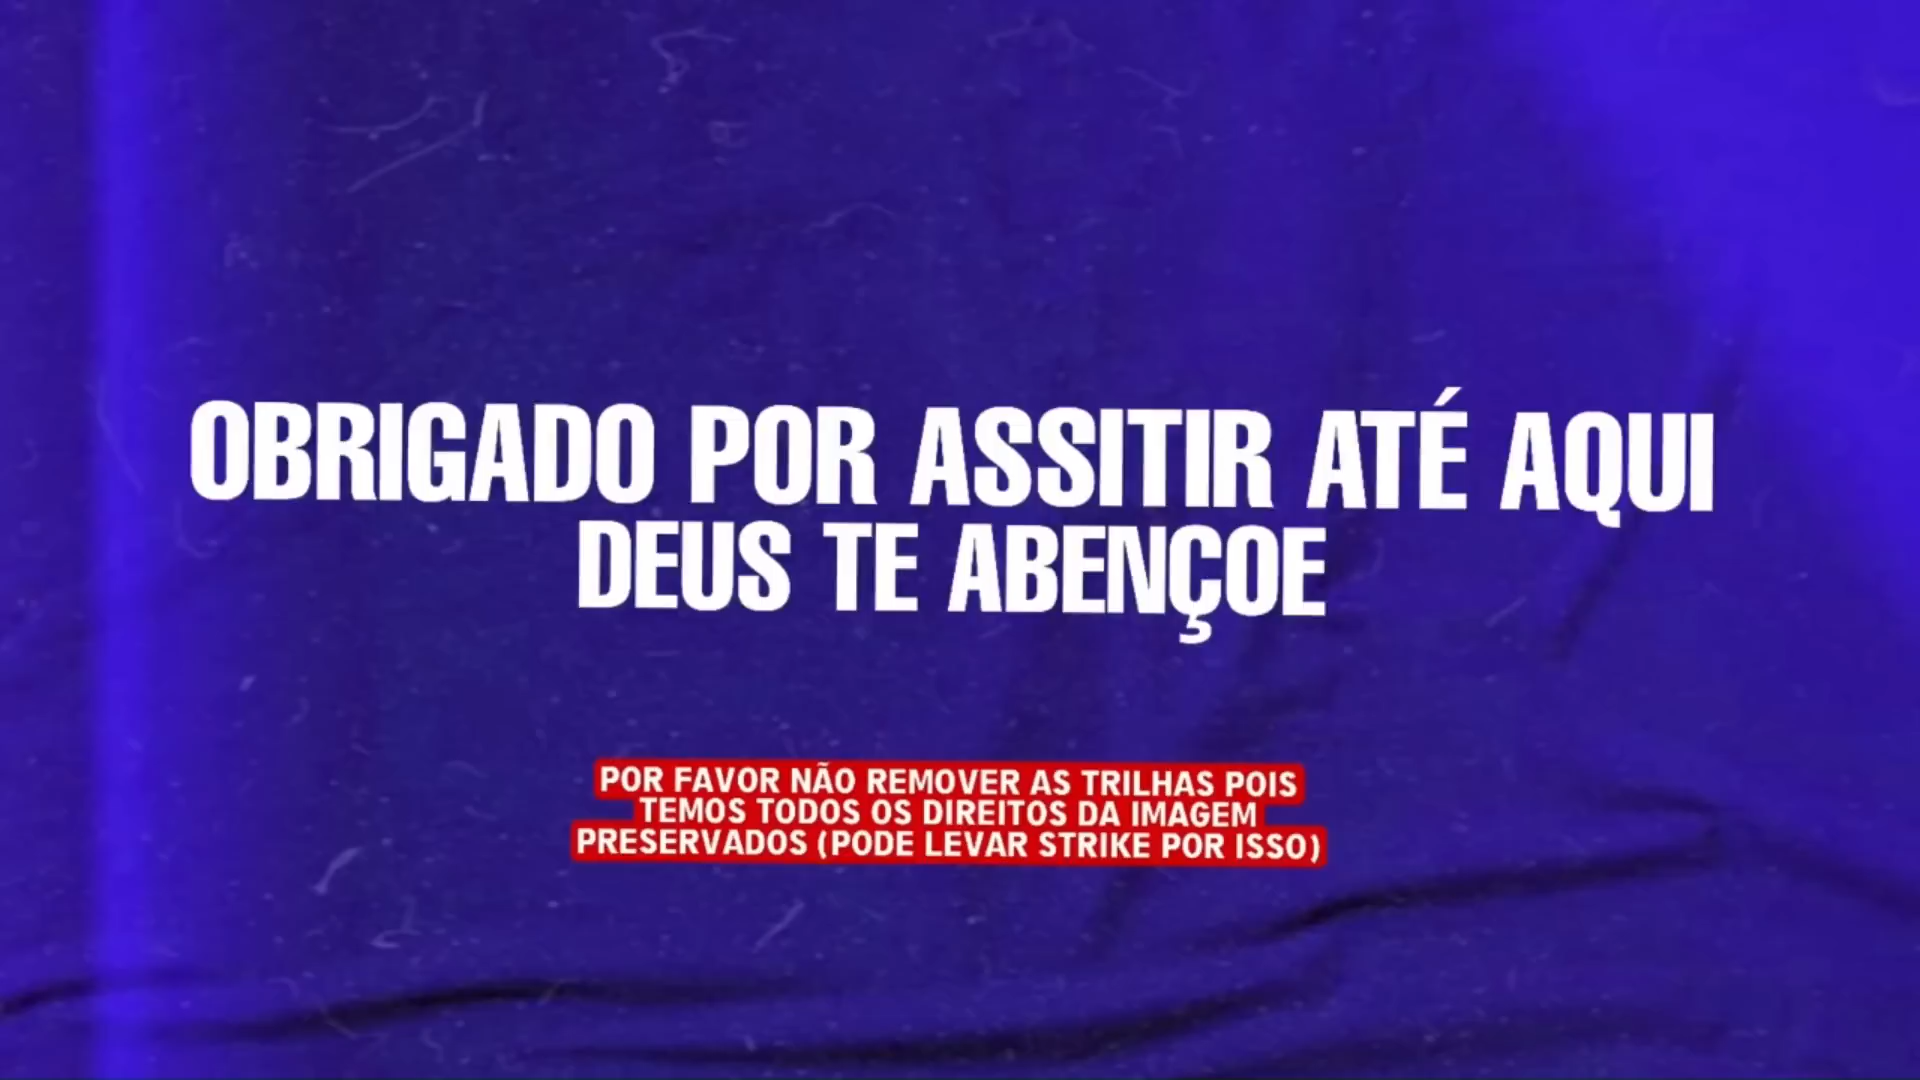 OBRIGADO POR ASSITIR ATÉ AQUI
DEUS TE ABENÇOE
POR FAVOR NÃO REMOVER AS TRILHAS POIS
TEMOS TODOS OS DIREITOS DA IMAGEM
PRESERVADOS (PODE LEVAR STRIKE POR ISSO)